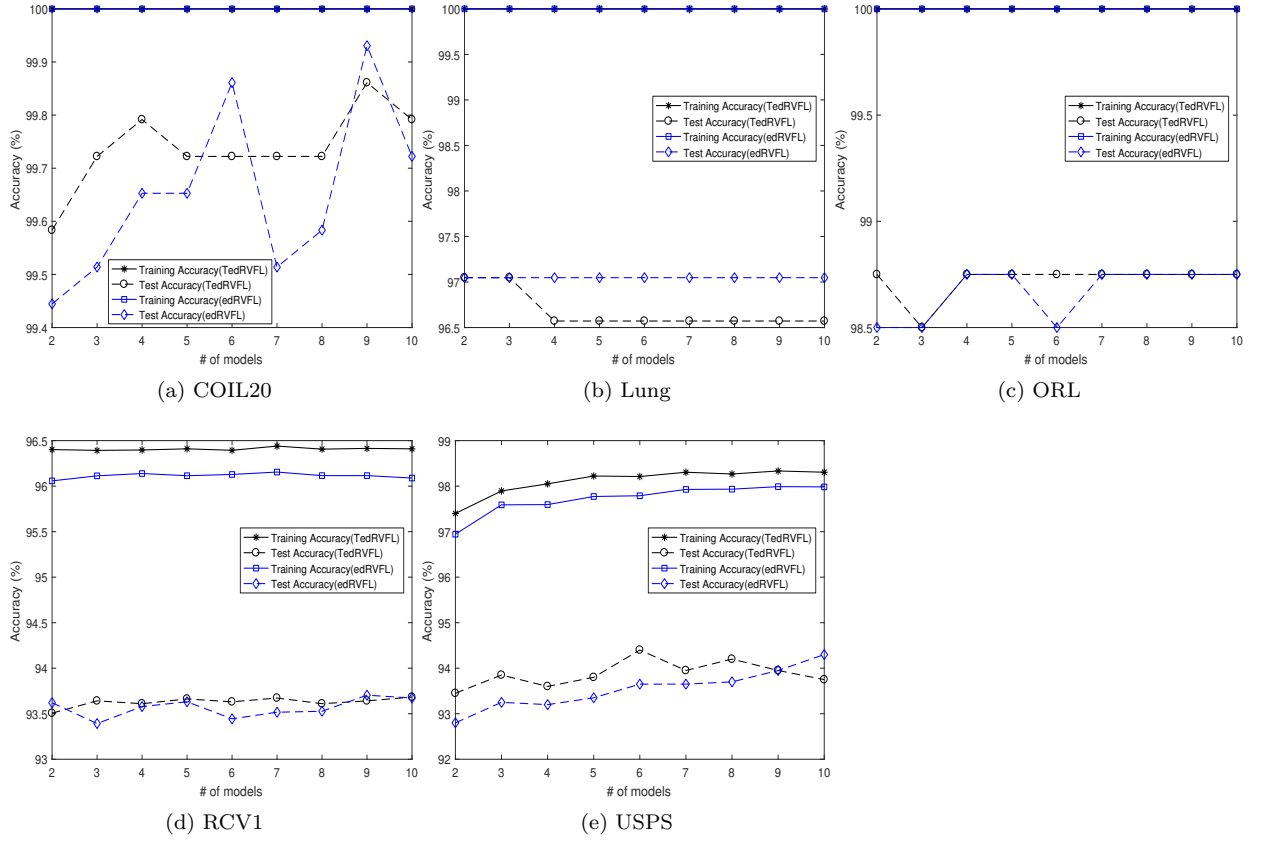 100
99.9
99.8
99.7
99.6
99.5
99.4
Accuracy (%)
Training Accuracy(TedRVFL)
Test Accuracy(TedRVFL)
Training Accuracy(edRVFL)
Test Accuracy(edRVFL)
2 3 4 5 6 7 8 9 10
# of models
(a) COIL20
100
99.5
99
98.5
98
97.5
97
96.5
Accuracy (%)
Training Accuracy(TedRVFL)
Test Accuracy(TedRVFL)
Training Accuracy(edRVFL)
Test Accuracy(edRVFL)
2 3 4 5 6 7 8 9 10
# of models
(b) Lung
100
99.5
99
98.5
Accuracy (%)
Training Accuracy(TedRVFL)
Test Accuracy(TedRVFL)
Training Accuracy(edRVFL)
Test Accuracy(edRVFL)
2 3 4 5 6 7 8 9 10
# of models
(c) ORL
96.5
96
95.5
95
94.5
94
93.5
93
Accuracy (%)
Training Accuracy(TedRVFL)
Test Accuracy(TedRVFL)
Training Accuracy(edRVFL)
Test Accuracy(edRVFL)
2 3 4 5 6 7 8 9 10
# of models
(d) RCV1
99
98
97
96
95
94
93
92
Accuracy (%)
Training Accuracy(TedRVFL)
Test Accuracy(TedRVFL)
Training Accuracy(edRVFL)
Test Accuracy(edRVFL)
2 3 4 5 6 7 8 9 10
# of models
(e) USPS